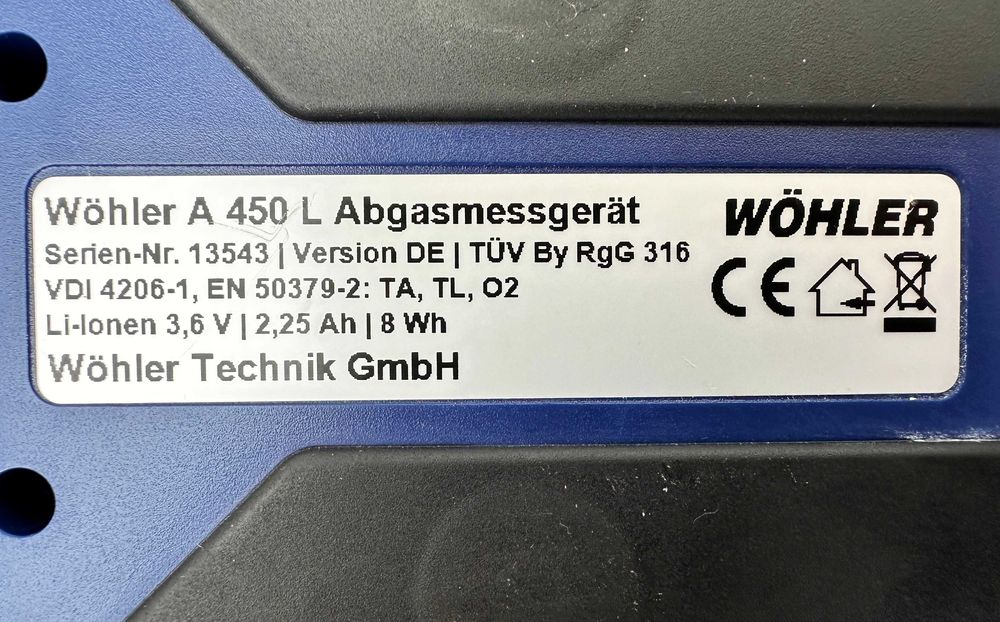 Wöhler A 450 L Abgasmessgerät
Serien-Nr. 13543 | Version DE | TÜV By RgG 316
VDI 4206-1, EN 50379-2: TA, TL, O2
Li-Ionen 3,6 V | 2,25 Ah | 8 Wh
Wöhler Technik GmbH
WÖHLER
CE